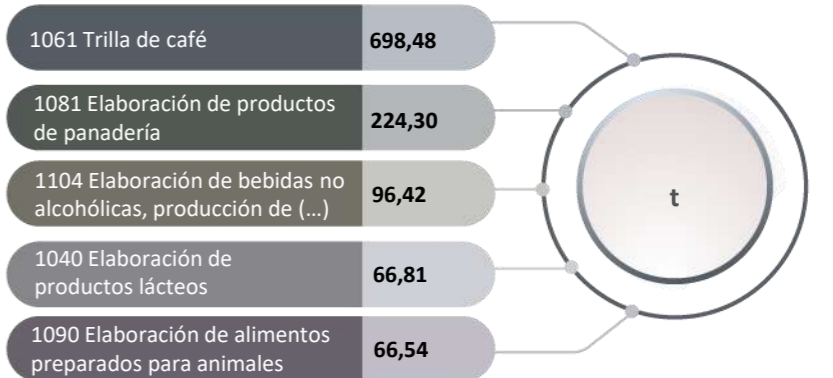 1061 Trilla de café 698,48
1081 Elaboración de productos
de panadería 224,30
1104 Elaboración de bebidas no
alcohólicas, producción de (...) 96,42
1040 Elaboración de
productos lácteos 66,81
1090 Elaboración de alimentos
preparados para animales 66,54
t